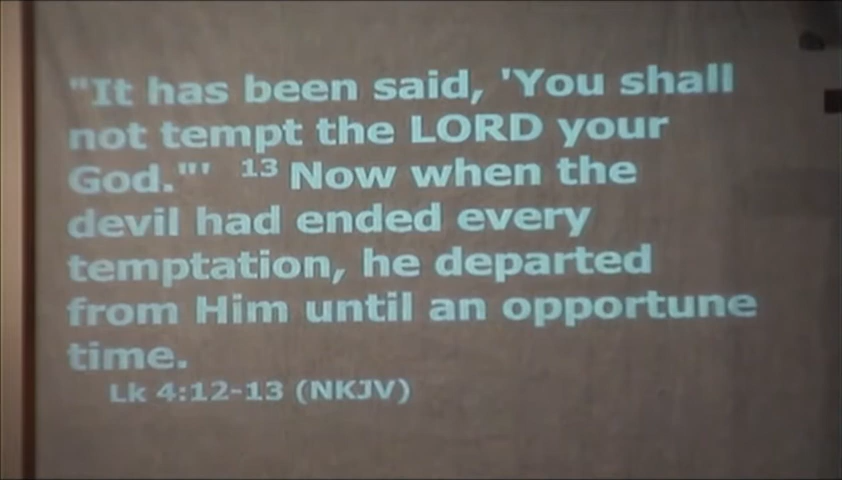 "It has been said, 'You shall
not tempt the LORD your
God."' 13 Now when the
devil had ended every
temptation, he departed
from Him until an opportune
time.
Lk 4:12-13 (NKJV)